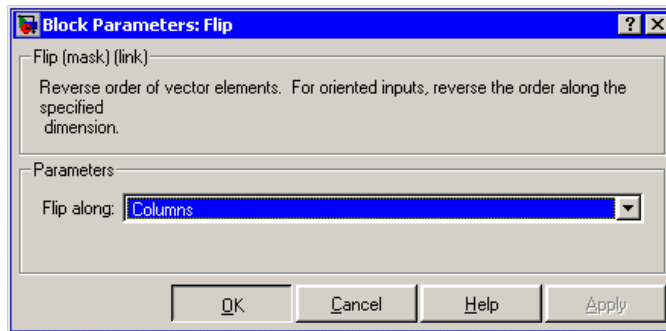 Block Parameters: Flip
Flip (mask) (link)
Reverse order of vector elements.  For oriented inputs, reverse the order along the
specified
dimension.
Parameters
Flip along: Columns
OK Cancel Help Apply